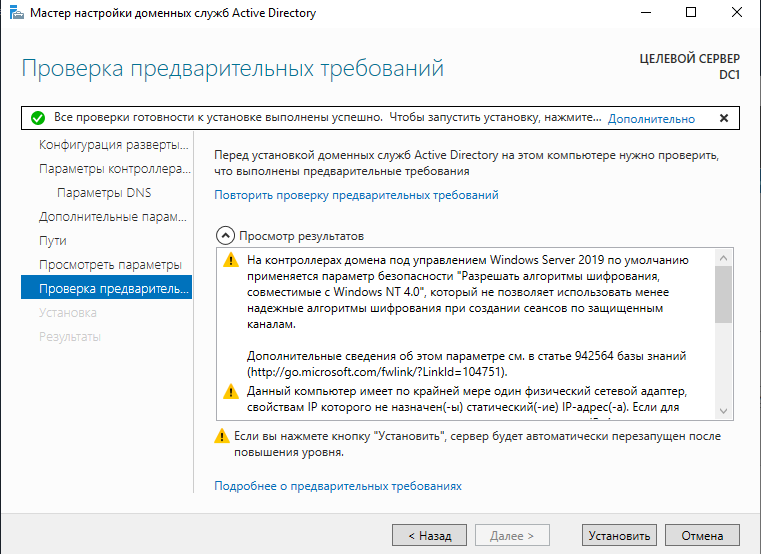 Мастер настройки доменных служб Active Directory
Проверка предварительных требований
ЦЕЛЕВОЙ СЕРВЕР
DC1
Все проверки готовности к установке выполнены успешно. Чтобы запустить установку, нажмите... Дополнительно
Конфигурация разверты...
Параметры контроллера...
Параметры DNS
Дополнительные парам...
Пути
Просмотреть параметры
Проверка предваритель...
Установка
Результаты
Перед установкой доменных служб Active Directory на этом компьютере нужно проверить,
что выполнены предварительные требования
Повторить проверку предварительных требований
Просмотр результатов
На контроллерах домена под управлением Windows Server 2019 по умолчанию
применяется параметр безопасности "Разрешать алгоритмы шифрования,
совместимые с Windows NT 4.0", который не позволяет использовать менее
надежные алгоритмы шифрования при создании сеансов по защищенным
каналам.
Дополнительные сведения об этом параметре см. в статье 942564 базы знаний
(http://go.microsoft.com/fwlink/?LinkId=104751).
Данный компьютер имеет по крайней мере один физический сетевой адаптер,
свойствам IP которого не назначен(-ы) статический(-ие) IP-адрес(-а). Если для
Если вы нажмете кнопку "Установить", сервер будет автоматически перезапущен после
повышения уровня.
Подробнее о предварительных требованиях
< Назад
Далее >
Установить
Отмена